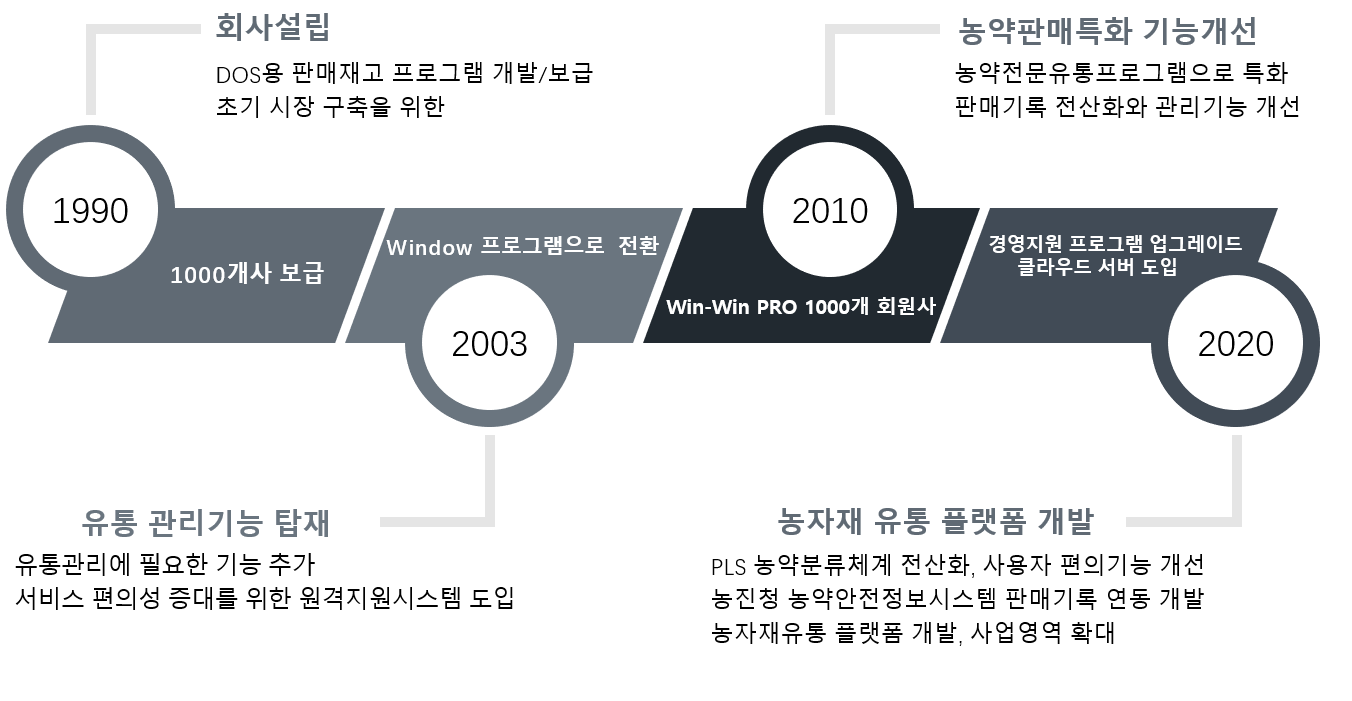 회사설립
DOS용 판매재고 프로그램 개발/보급
초기 시장 구축을 위한
농약판매특화 기능개선
농약전문유통프로그램으로 특화
판매기록 전산화와 관리기능 개선
1990
1000개사 보급
Window 프로그램으로 전환
2003
2010
Win-Win PRO 1000개 회원사
경영지원 프로그램 업그레이드
클라우드 서버 도입
2020
유통 관리기능 탑재
유통관리에 필요한 기능 추가
서비스 편의성 증대를 위한 원격지원시스템 도입
농자재 유통 플랫폼 개발
PLS 농약분류체계 전산화, 사용자 편의기능 개선
농진청 농약안전정보시스템 판매기록 연동 개발
농자재유통 플랫폼 개발, 사업영역 확대